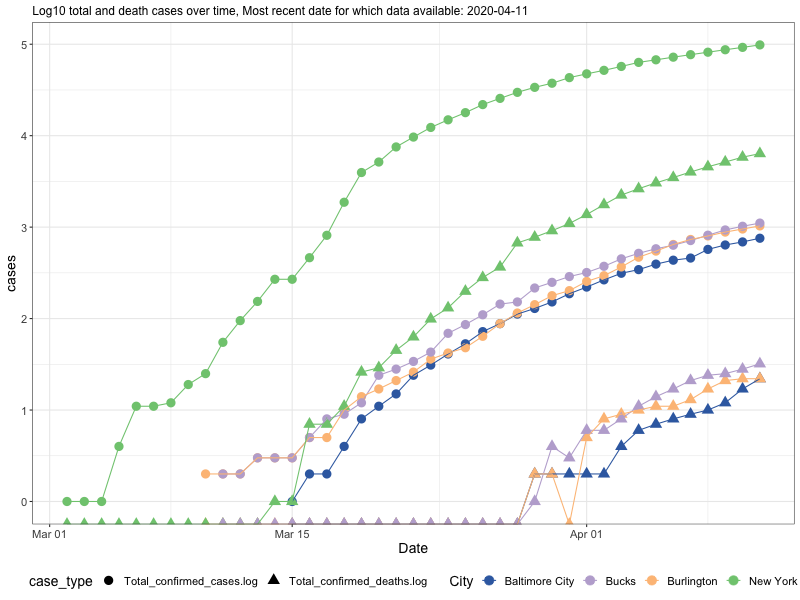 Log10 total and death cases over time, Most recent date for which data available: 2020-04-11
5
4
3
2
1
0
cases
Mar 01 Mar 15 Apr 01
Date
case_type Total_confirmed_cases.log Total_confirmed_deaths.log City Baltimore City Bucks Burlington New York